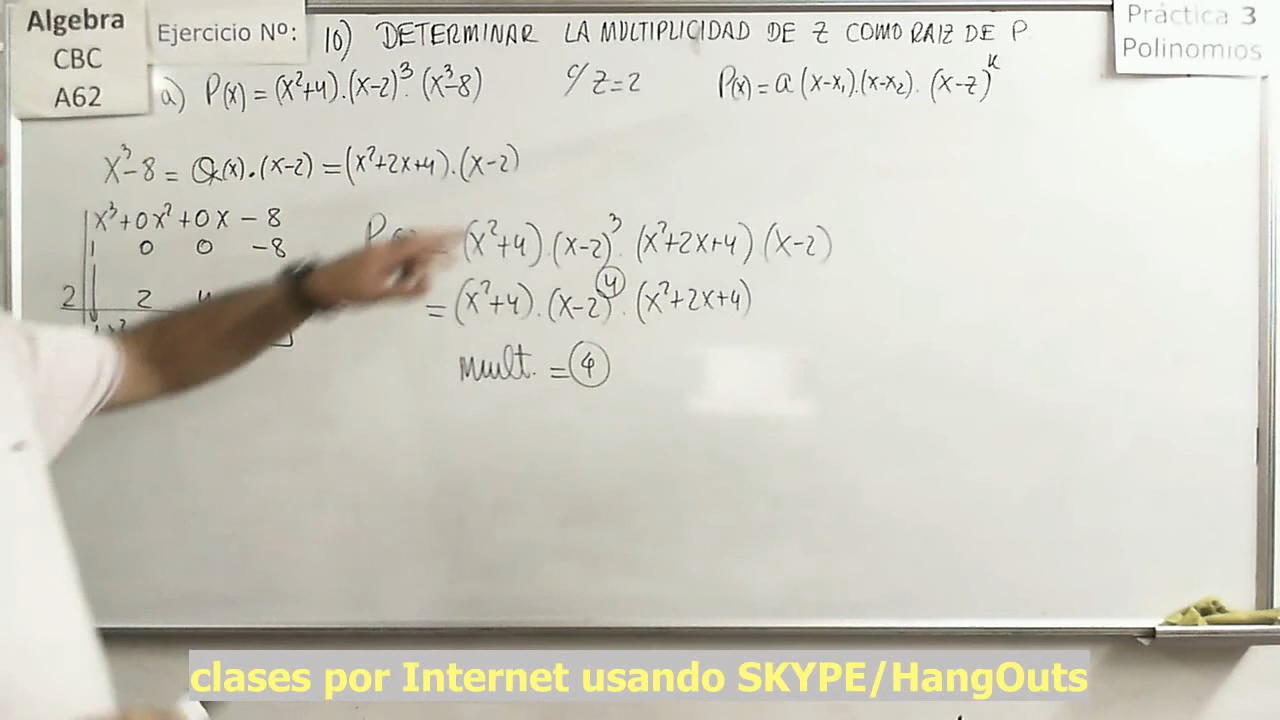 Algebra
CBC
A62
Ejercicio Nº:
10) DETERMINAR LA MULTIPLICIDAD DE Z COMO RAIZ DE P.
Práctica 3
Polinomios
a) P(x) = (x²+4).(x-2)³.(x³-8) c/ z=2 P(x) = a (x-x₁).(x-x₂). (x-z)ᵏ
x³-8 = Q(x).(x-2) = (x²+2x+4).(x-2)
x³+0x²+0x-8
1 0 0 -8
2 2
= (x²+4).(x-2)³.(x²+2x+4).(x-2)
= (x²+4).(x-2)⁴.(x²+2x+4)
mult. = 4
clases por Internet usando SKYPE/HangOuts